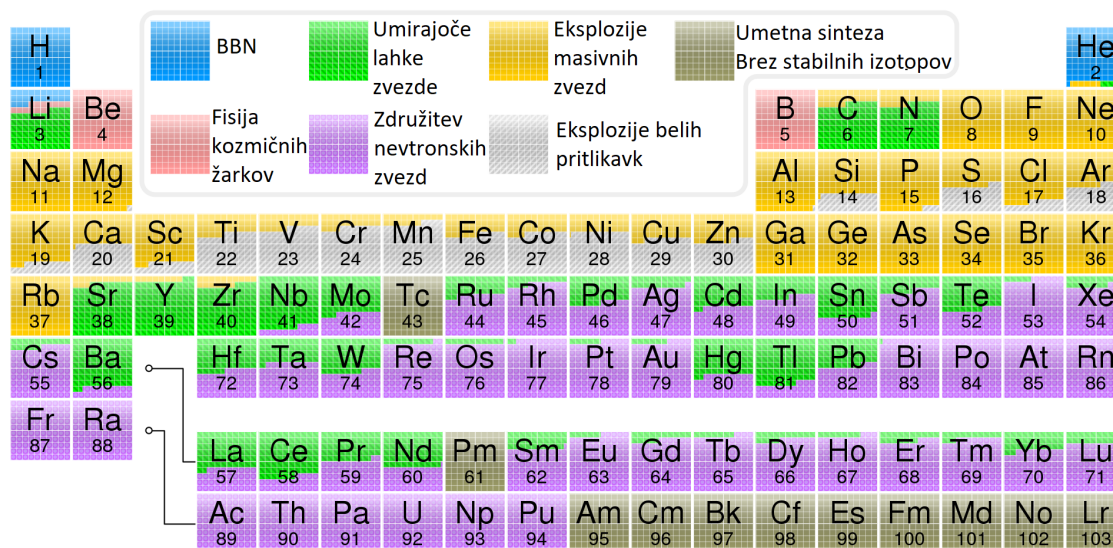 H
1
BBN
Umirajoče
lahke
zvezde
Eksplozije
masivnih
zvezd
Umetna sinteza
Brez stabilnih izotopov
He
2
Fisija
kozmičnih
žarkov
Združitev
nevtronskih
zvezd
Eksplozije belih
pritlikavk
Li Be B C N O F Ne
3 4 5 6 7 8 9 10
Na Mg Al Si P S Cl Ar
11 12 13 14 15 16 17 18
K Ca Sc Ti V Cr Mn Fe Co Ni Cu Zn Ga Ge As Se Br Kr
19 20 21 22 23 24 25 26 27 28 29 30 31 32 33 34 35 36
Rb Sr Y Zr Nb Mo Tc Ru Rh Pd Ag Cd In Sn Sb Te I Xe
37 38 39 40 41 42 43 44 45 46 47 48 49 50 51 52 53 54
Cs Ba Hf Ta W Re Os Ir Pt Au Hg Tl Pb Bi Po At Rn
55 56 72 73 74 75 76 77 78 79 80 81 82 83 84 85 86
Fr Ra
87 88
La Ce Pr Nd Pm Sm Eu Gd Tb Dy Ho Er Tm Yb Lu
57 58 59 60 61 62 63 64 65 66 67 68 69 70 71
Ac Th Pa U Np Pu Am Cm Bk Cf Es Fm Md No Lr
89 90 91 92 93 94 95 96 97 98 99 100 101 102 103